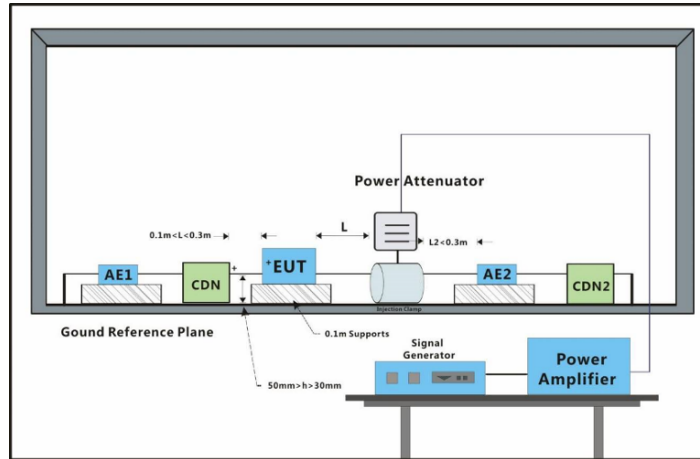 Power Attenuator
0.1m<L<0.3m
L
L2<0.3m
AE1
CDN
+
+EUT
AE2
CDN2
Injection Clamp
Gound Reference Plane
0.1m Supports
50mm>h>30mm
Signal
Generator
Power
Amplifier